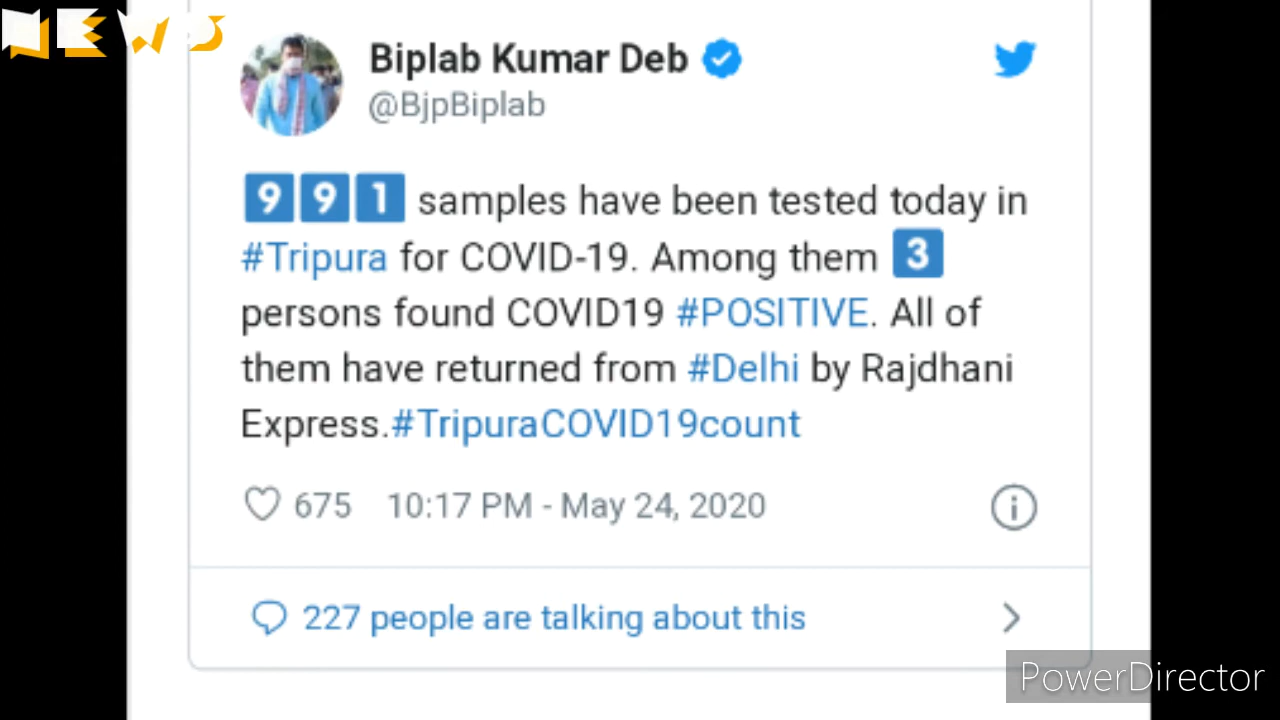 NEWS
Biplab Kumar Deb
@BjpBiplab
991 samples have been tested today in
#Tripura for COVID-19. Among them 3
persons found COVID19 #POSITIVE. All of
them have returned from #Delhi by Rajdhani
Express.#TripuraCOVID19count
675 10:17 PM - May 24, 2020
227 people are talking about this
PowerDirector